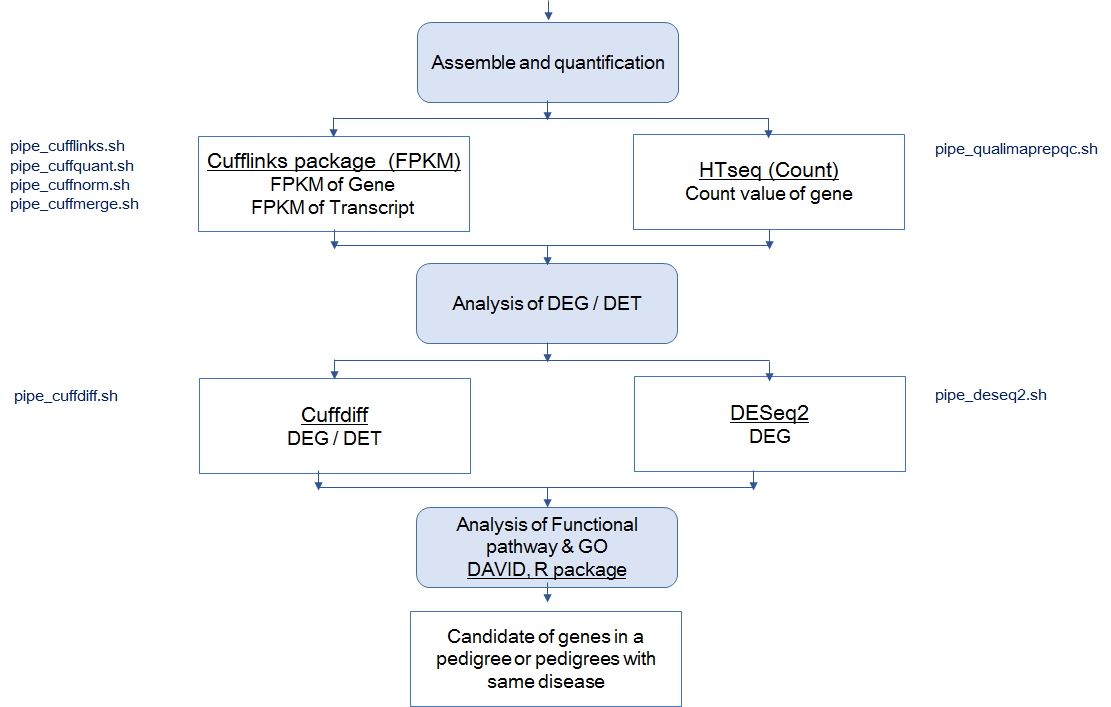 Assemble and quantification
pipe_cufflinks.sh
pipe_cuffquant.sh
pipe_cuffnorm.sh
pipe_cuffmerge.sh
Cufflinks package (FPKM)
FPKM of Gene
FPKM of Transcript
HTseq (Count)
Count value of gene
pipe_qualimaprepqc.sh
Analysis of DEG / DET
pipe_cuffdiff.sh
Cuffdiff
DEG / DET
DESeq2
DEG
pipe_deseq2.sh
Analysis of Functional
pathway & GO
DAVID, R package
Candidate of genes in a
pedigree or pedigrees with
same disease